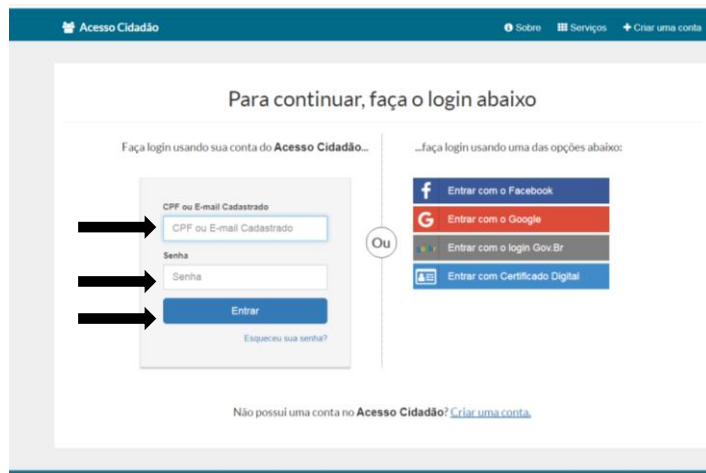 Acesso Cidadão
Sobre Serviços Criar uma conta
Para continuar, faça o login abaixo
Faça login usando sua conta do Acesso Cidadão...
CPF ou E-mail Cadastrado
CPF ou E-mail Cadastrado
Senha
Senha
Entrar
Esqueceu sua senha?
Ou
...faça login usando uma das opções abaixo:
Entrar com o Facebook
Entrar com o Google
Entrar com o login Gov.Br
Entrar com Certificado Digital
Não possui uma conta no Acesso Cidadão? Criar uma conta.